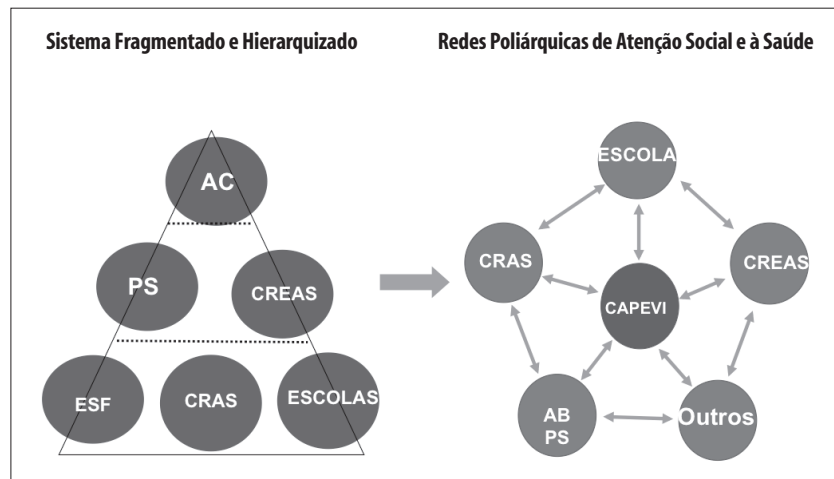 Sistema Fragmentado e Hierarquizado
AC
PS
CREAS
ESF
CRAS
ESCOLAS
Redes Poliárquicas de Atenção Social e à Saúde
ESCOLA
CRAS
CREAS
CAPEVI
AB
PS
Outros